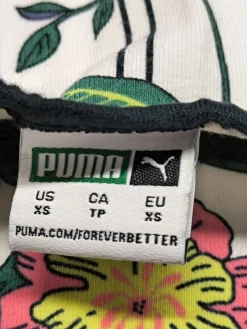 PUMA
US CA EU
XS TP XS
PUMA.COM/FOREVERBETTER